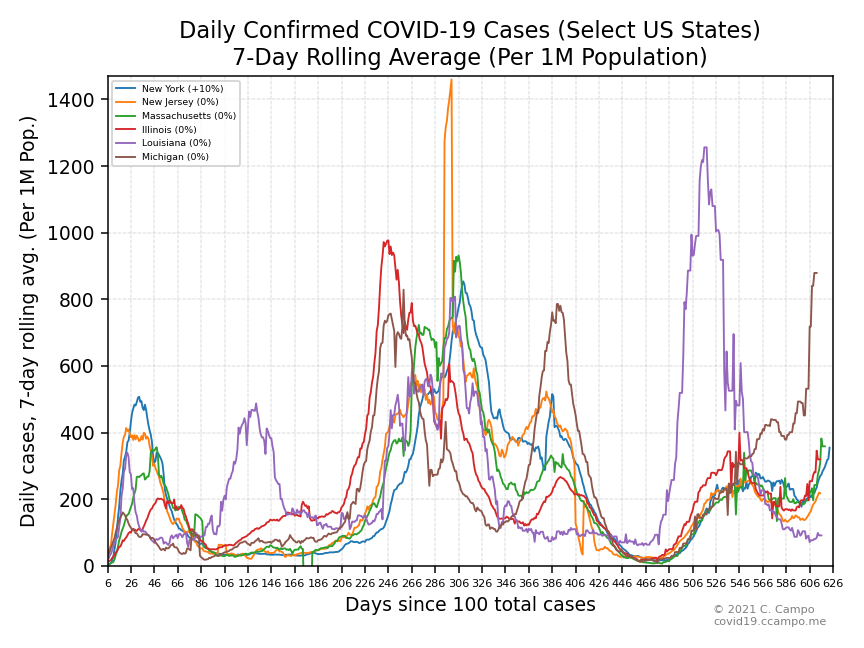 Daily Confirmed COVID-19 Cases (Select US States)
7-Day Rolling Average (Per 1M Population)
Daily cases, 7-day rolling avg. (Per 1M Pop.)
1400
1200
1000
800
600
400
200
0
New York (+10%)
New Jersey (0%)
Massachusetts (0%)
Illinois (0%)
Louisiana (0%)
Michigan (0%)
6 26 46 66 86 106 126 146 166 186 206 226 246 266 286 306 326 346 366 386 406 426 446 466 486 506 526 546 566 586 606 626
Days since 100 total cases
© 2021 C. Campo
covid19.ccampo.me